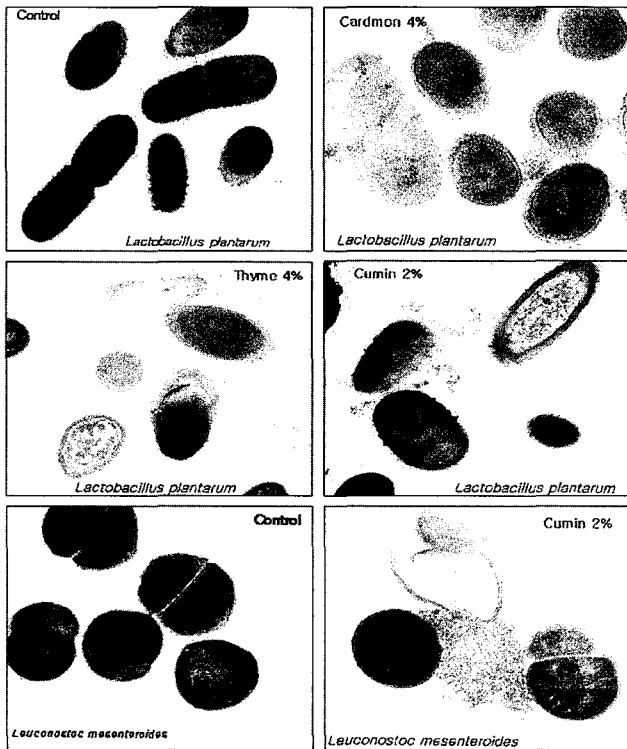 Control
Lactobacillus plantarum
Cardmon 4%
Lactobacillus plantarum
Thyme 4%
Lactobacillus plantarum
Cumin 2%
Lactobacillus plantarum
Control
Leuconostoc mesenteroides
Cumin 2%
Leuconostoc mesenteroides